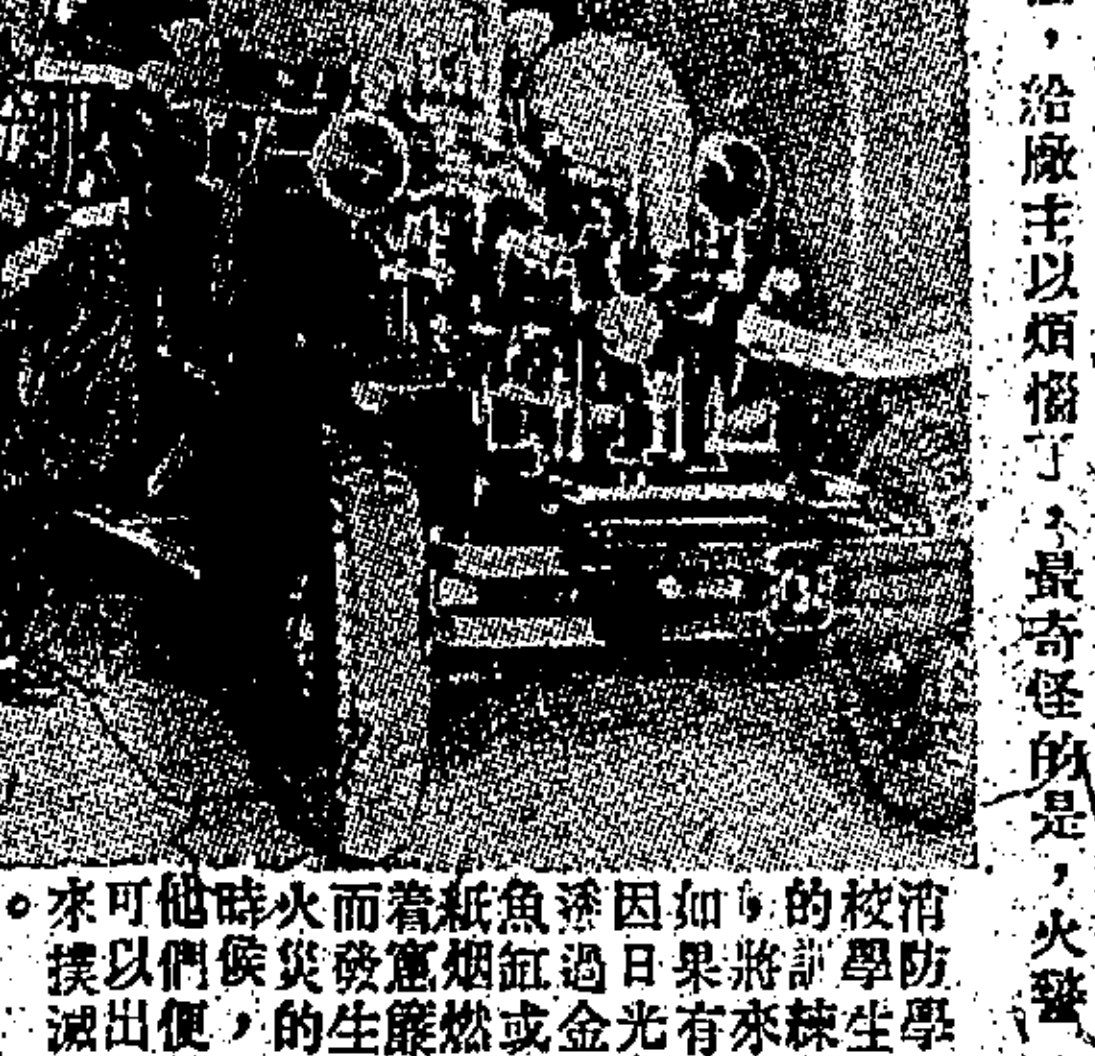 ，給廠主以煩惱了，最奇怪的是，火警
消防學
校學生
的訓練
，將來
如果有
因日光
透過金
魚缸或
紙烟燃
着窻簾
而發生
火災的
時候，
他們便
可以出
來撲滅
。